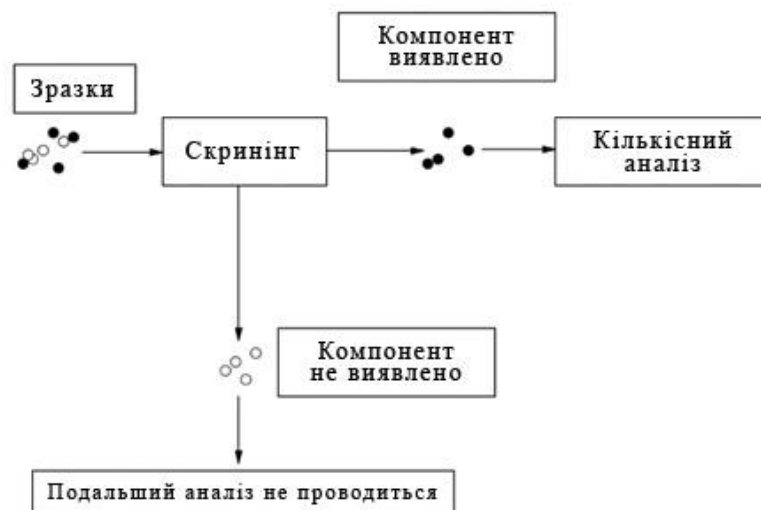 Компонент
виявлено
Зразки
Скринінг
Кількісний
аналіз
Компонент
не виявлено
Подальший аналіз не проводиться